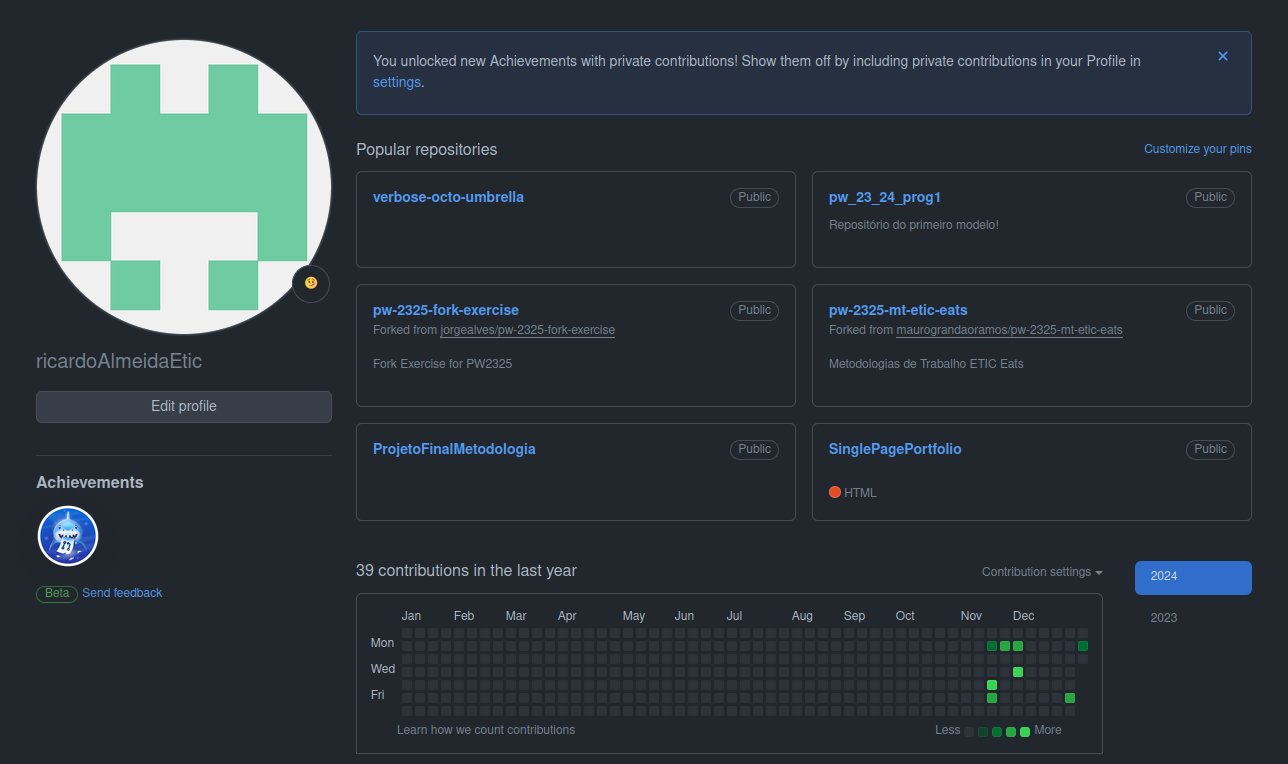 You unlocked new Achievements with private contributions! Show them off by including private contributions in your Profile in
settings.
Popular repositories
Customize your pins
verbose-octo-umbrella
Public
pw_23_24_prog1
Public
Repositório do primeiro modelo!
pw-2325-fork-exercise
Public
Forked from jorgealves/pw-2325-fork-exercise
Fork Exercise for PW2325
pw-2325-mt-etic-eats
Public
Forked from maurograndaoramos/pw-2325-mt-etic-eats
Metodologias de Trabalho ETIC Eats
ProjetoFinalMetodologia
Public
SinglePagePortfolio
Public
HTML
ricardoAlmeidaEtic
Edit profile
Achievements
Beta Send feedback
39 contributions in the last year
Contribution settings
2024
2023
Jan Feb Mar Apr May Jun Jul Aug Sep Oct Nov Dec
Mon
Wed
Fri
Learn how we count contributions
Less More